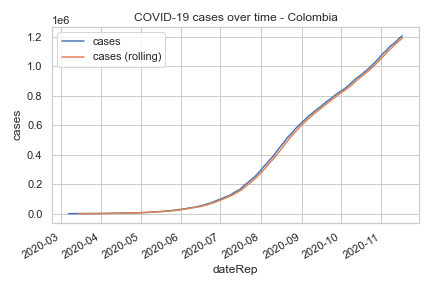 COVID-19 cases over time - Colombia
1e6
cases
cases (rolling)
1.2
1.0
0.8
0.6
0.4
0.2
0.0
cases
2020-03
2020-04
2020-05
2020-06
2020-07
2020-08
2020-09
2020-10
2020-11
dateRep